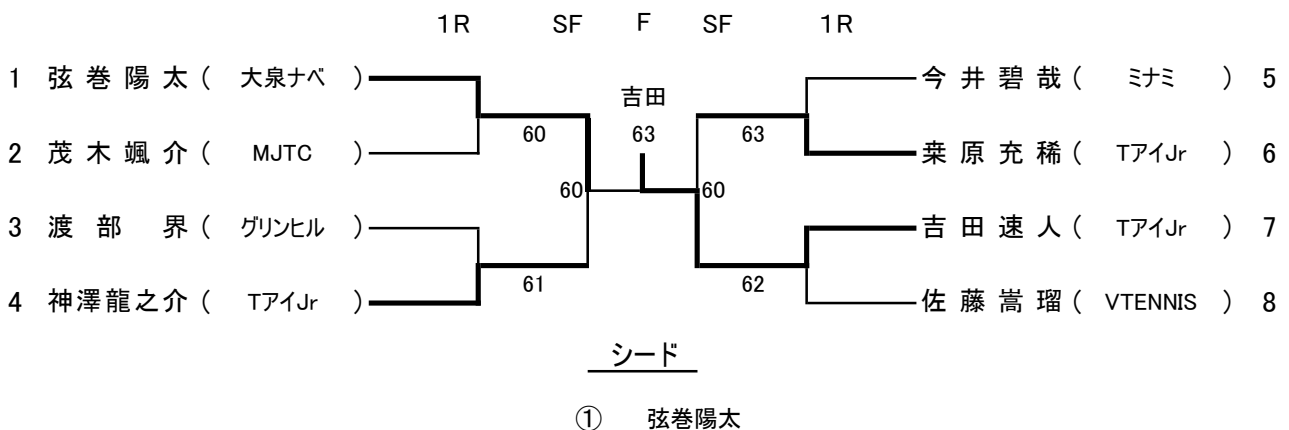 1R SF F SF 1R
1 弦巻陽太 ( 大泉ナベ ) 今井碧哉 ( ミナミ ) 5
吉田
60 63 63
2 茂木颯介 ( MJTC ) 桒原充稀 ( TアイJr ) 6
60 60
3 渡部 界 ( グリンヒル ) 吉田速人 ( TアイJr ) 7
61 62
4 神澤龍之介 ( TアイJr ) 佐藤嵩瑠 ( VTENNIS ) 8
シード
① 弦巻陽太